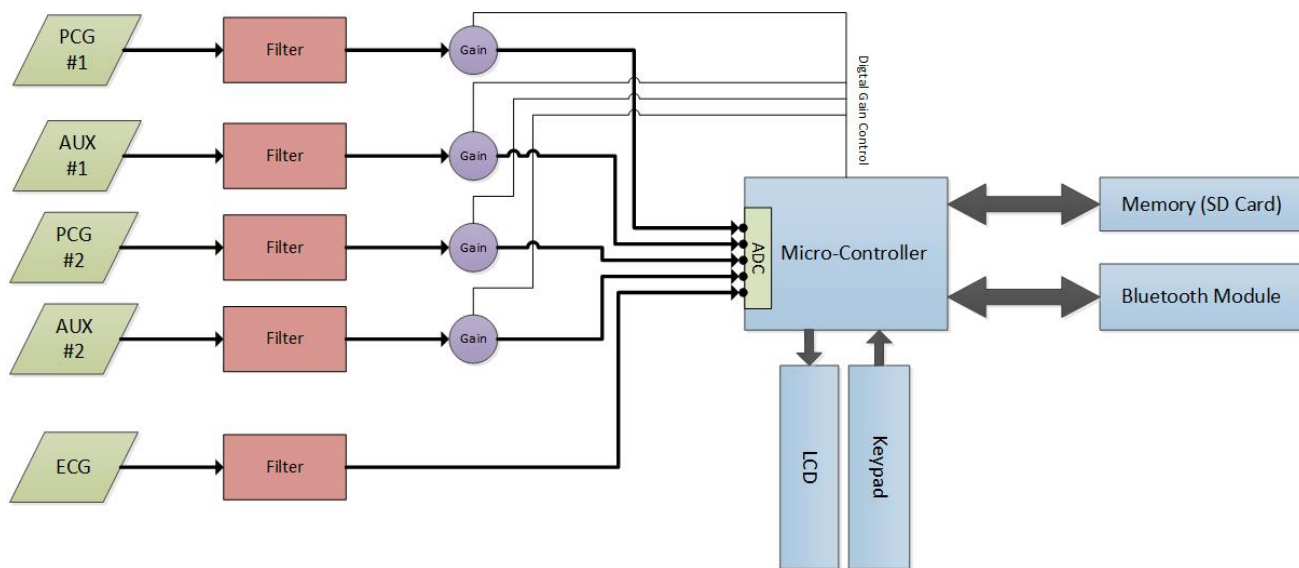 PCG
#1
Filter
Gain
Digtal Gain Control
AUX
#1
Filter
Gain
PCG
#2
Filter
Gain
AUX
#2
Filter
Gain
ECG
Filter
ADC
Micro-Controller
Memory (SD Card)
Bluetooth Module
LCD
Keypad